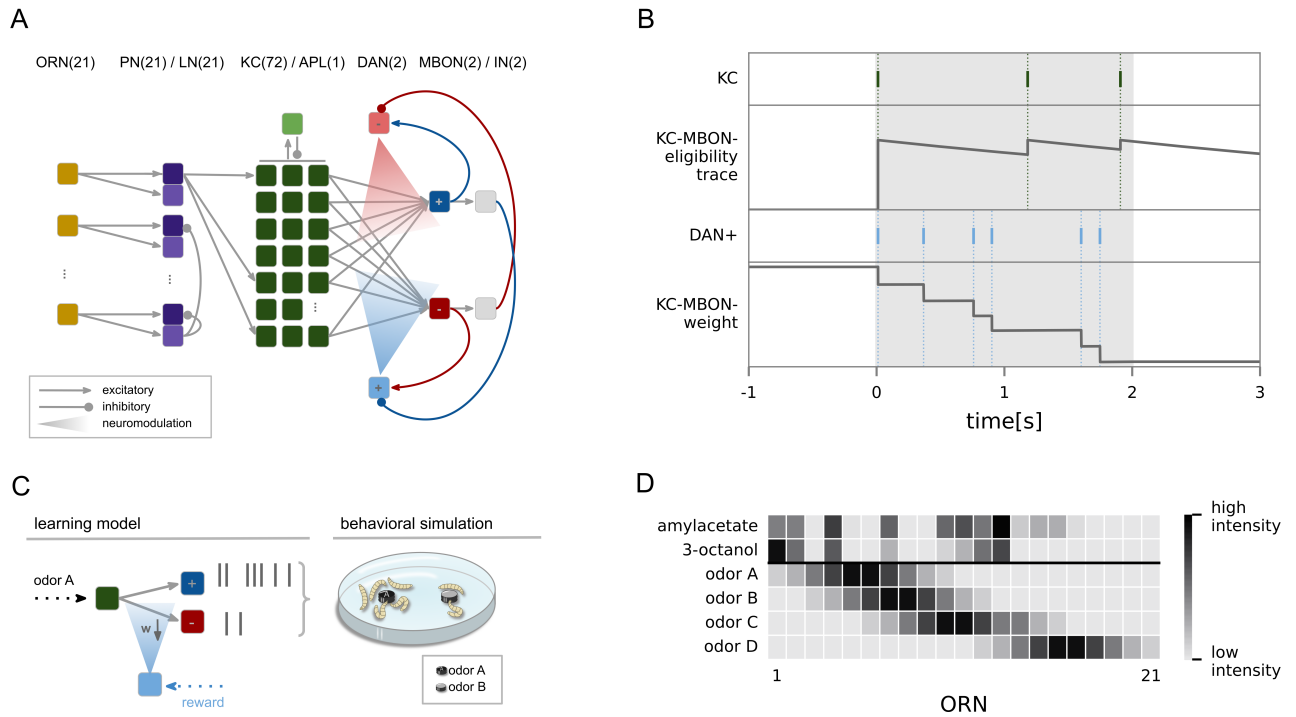 A
ORN(21) PN(21) / LN(21) KC(72) / APL(1) DAN(2) MBON(2) / IN(2)
-
+
...
...
...
-
+
excitatory
inhibitory
neuromodulation
B
KC
KC-MBON-
eligibility
trace
DAN+
KC-MBON-
weight
-1 0 1 2 3
time[s]
C
learning model
behavioral simulation
odor A
+
-
w
reward
A
odor A
odor B
D
amylacetate
3-octanol
odor A
odor B
odor C
odor D
1 21
ORN
high
intensity
low
intensity